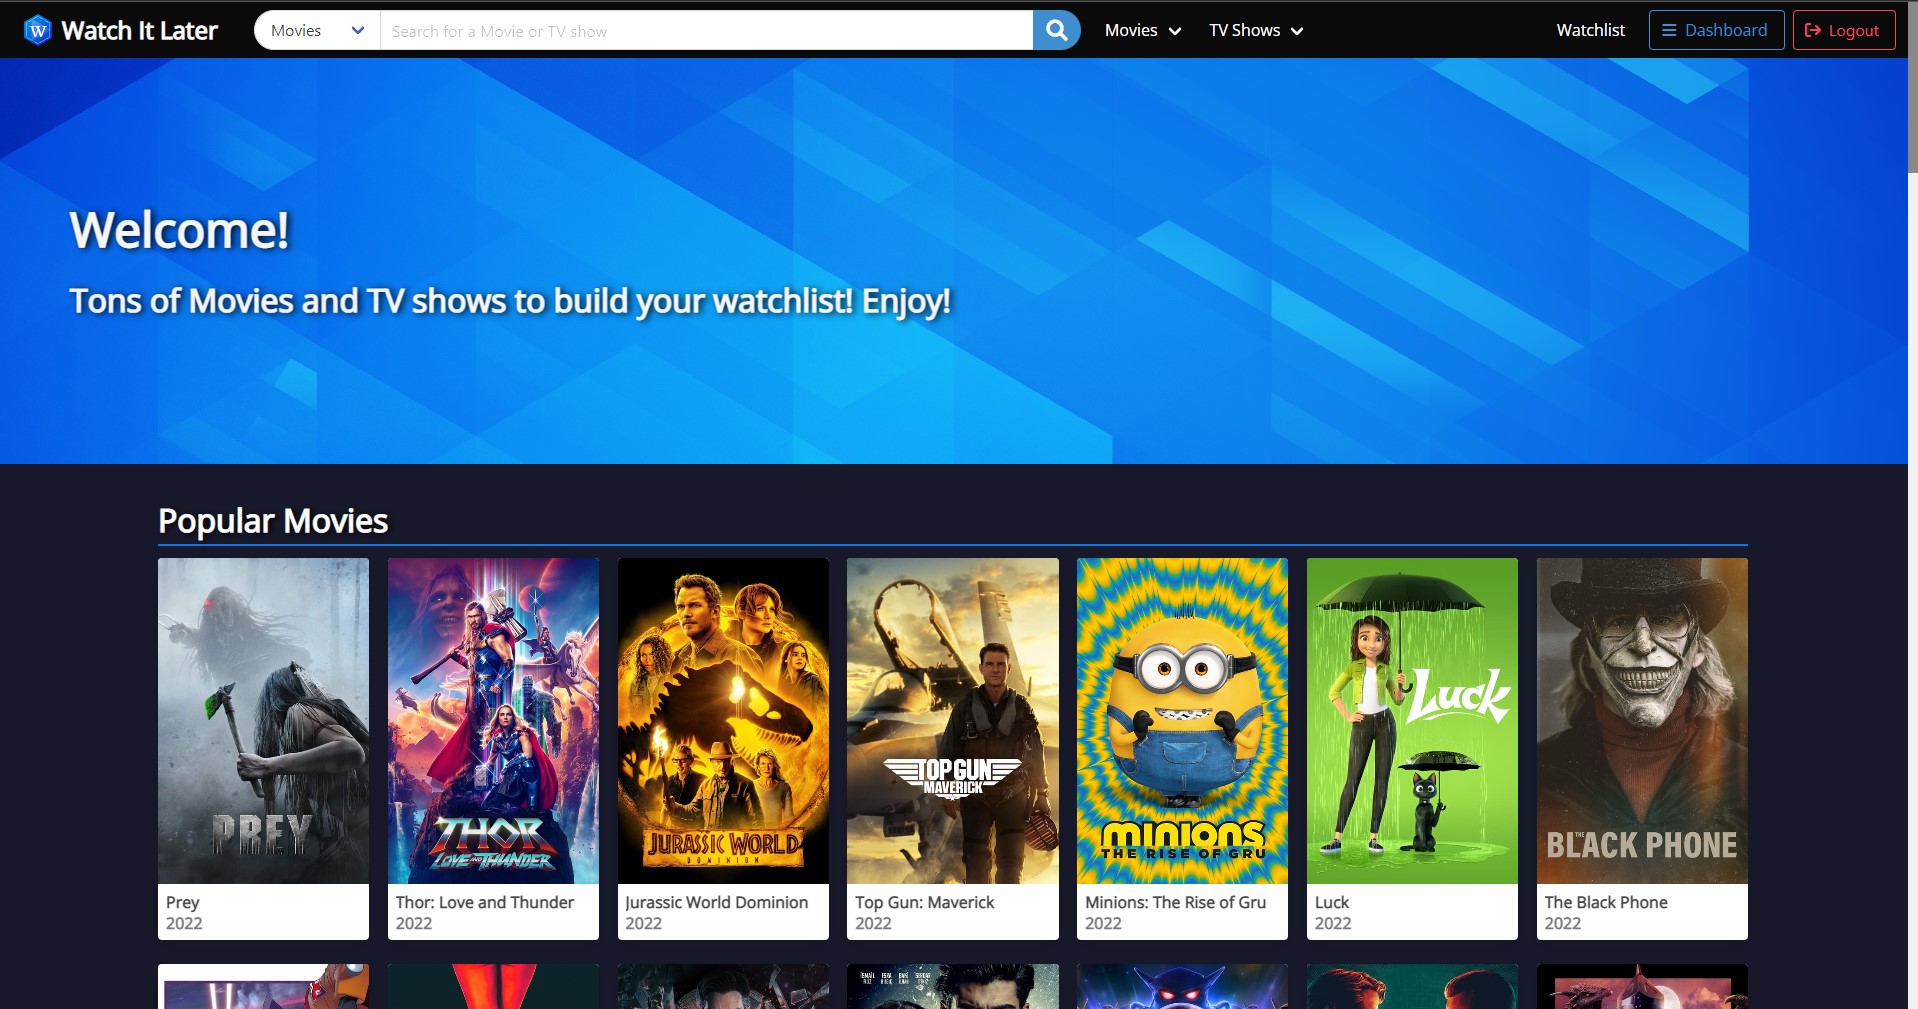 W Watch It Later Movies Search for a Movie or TV show Movies TV Shows Watchlist Dashboard Logout
Welcome!
Tons of Movies and TV shows to build your watchlist! Enjoy!
Popular Movies
PREY
THOR
LOVE AND THUNDER
JURASSIC WORLD
DOMINION
TOP GUN
MAVERICK
MINIONS
THE RISE OF GRU
Luck
THE BLACK PHONE
Prey
2022
Thor: Love and Thunder
2022
Jurassic World Dominion
2022
Top Gun: Maverick
2022
Minions: The Rise of Gru
2022
Luck
2022
The Black Phone
2022